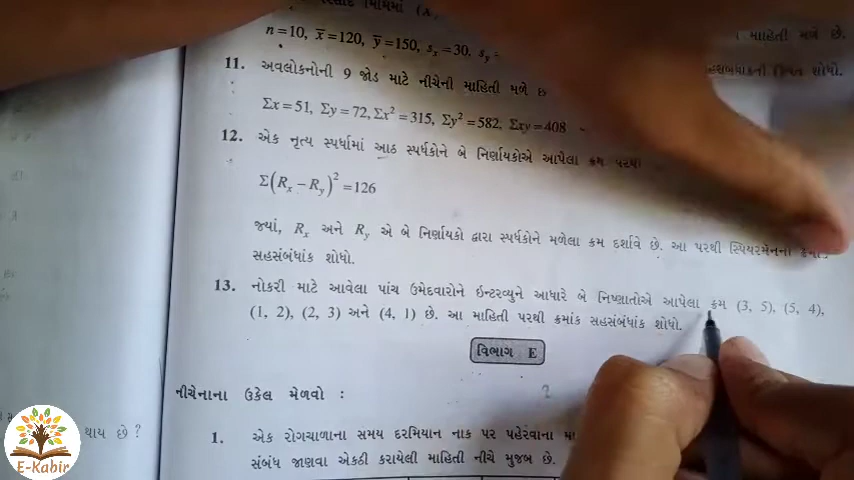 n=10, x̄=120, ȳ=150, sₓ=30.
માહિતી મળે છે.
શોધો.
11. અવલોકનોની 9 જોડ માટે નીચેની માહિતી મળે છ
Σx=51, Σy=72, Σx²=315, Σy²=582, Σxy=408
12. એક નૃત્ય સ્પર્ધામાં આઠ સ્પર્ધકોને બે નિર્ણાયકોએ આપેલા ક્રમ પરથી
Σ(Rₓ−Rᵧ)²=126
જ્યાં, Rₓ અને Rᵧ એ બે નિર્ણાયકો દ્વારા સ્પર્ધકોને મળેલા ક્રમ દર્શાવે છે. આ પરથી સ્પિયરમેનનો
સહસંબંધાંક શોધો.
13. નોકરી માટે આવેલા પાંચ ઉમેદવારોને ઇન્ટરવ્યુને આધારે બે નિષ્ણાતોએ આપેલા ક્રમ (3, 5), (5, 4),
(1, 2), (2, 3) અને (4, 1) છે. આ માહિતી પરથી ક્રમાંક સહસંબંધાંક શોધો.
વિભાગ E
નીચેનાના ઉકેલ મેળવો :
1. એક રોગચાળાના સમય દરમિયાન નાક પર પહેરવાના મા
સંબંધ જાણવા એકઠી કરાયેલી માહિતી નીચે મુજબ છે.
થાય છે ?
E-Kabir